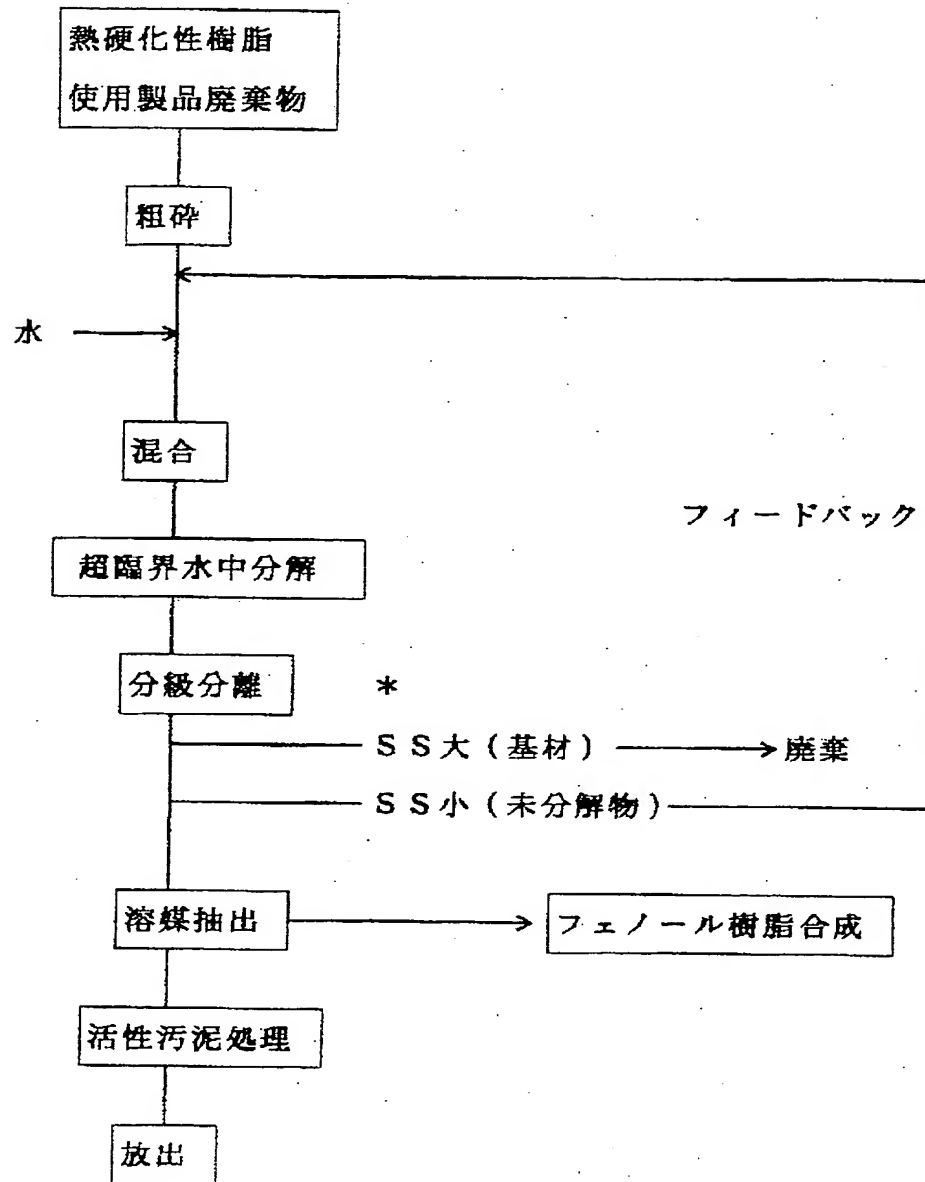 熱硬化性樹脂
使用製品廃棄物
粗砕
水
混合
フィードバック
超臨界水中分解
分級分離 *
SS大(基材) 廃棄
SS小(未分解物)
溶媒抽出 フェノール樹脂合成
活性汚泥処理
放出